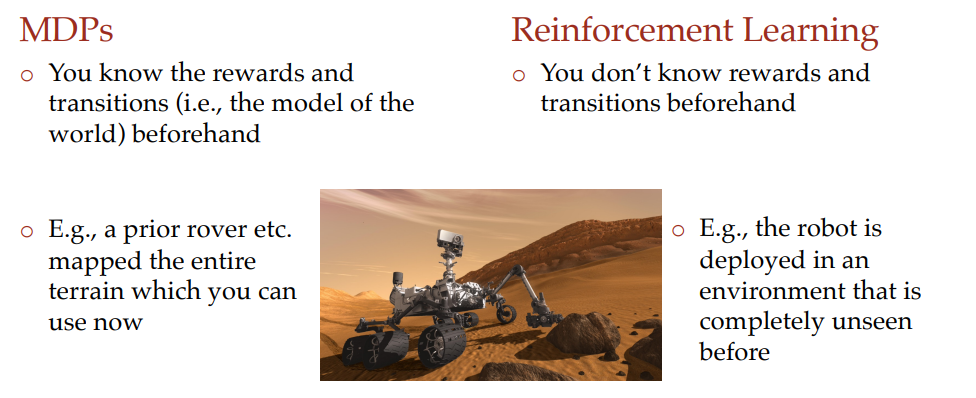 MDPs
○ You know the rewards and
transitions (i.e., the model of the
world) beforehand
○ E.g., a prior rover etc.
mapped the entire
terrain which you can
use now
Reinforcement Learning
○ You don’t know rewards and
transitions beforehand
○ E.g., the robot is
deployed in an
environment that is
completely unseen
before